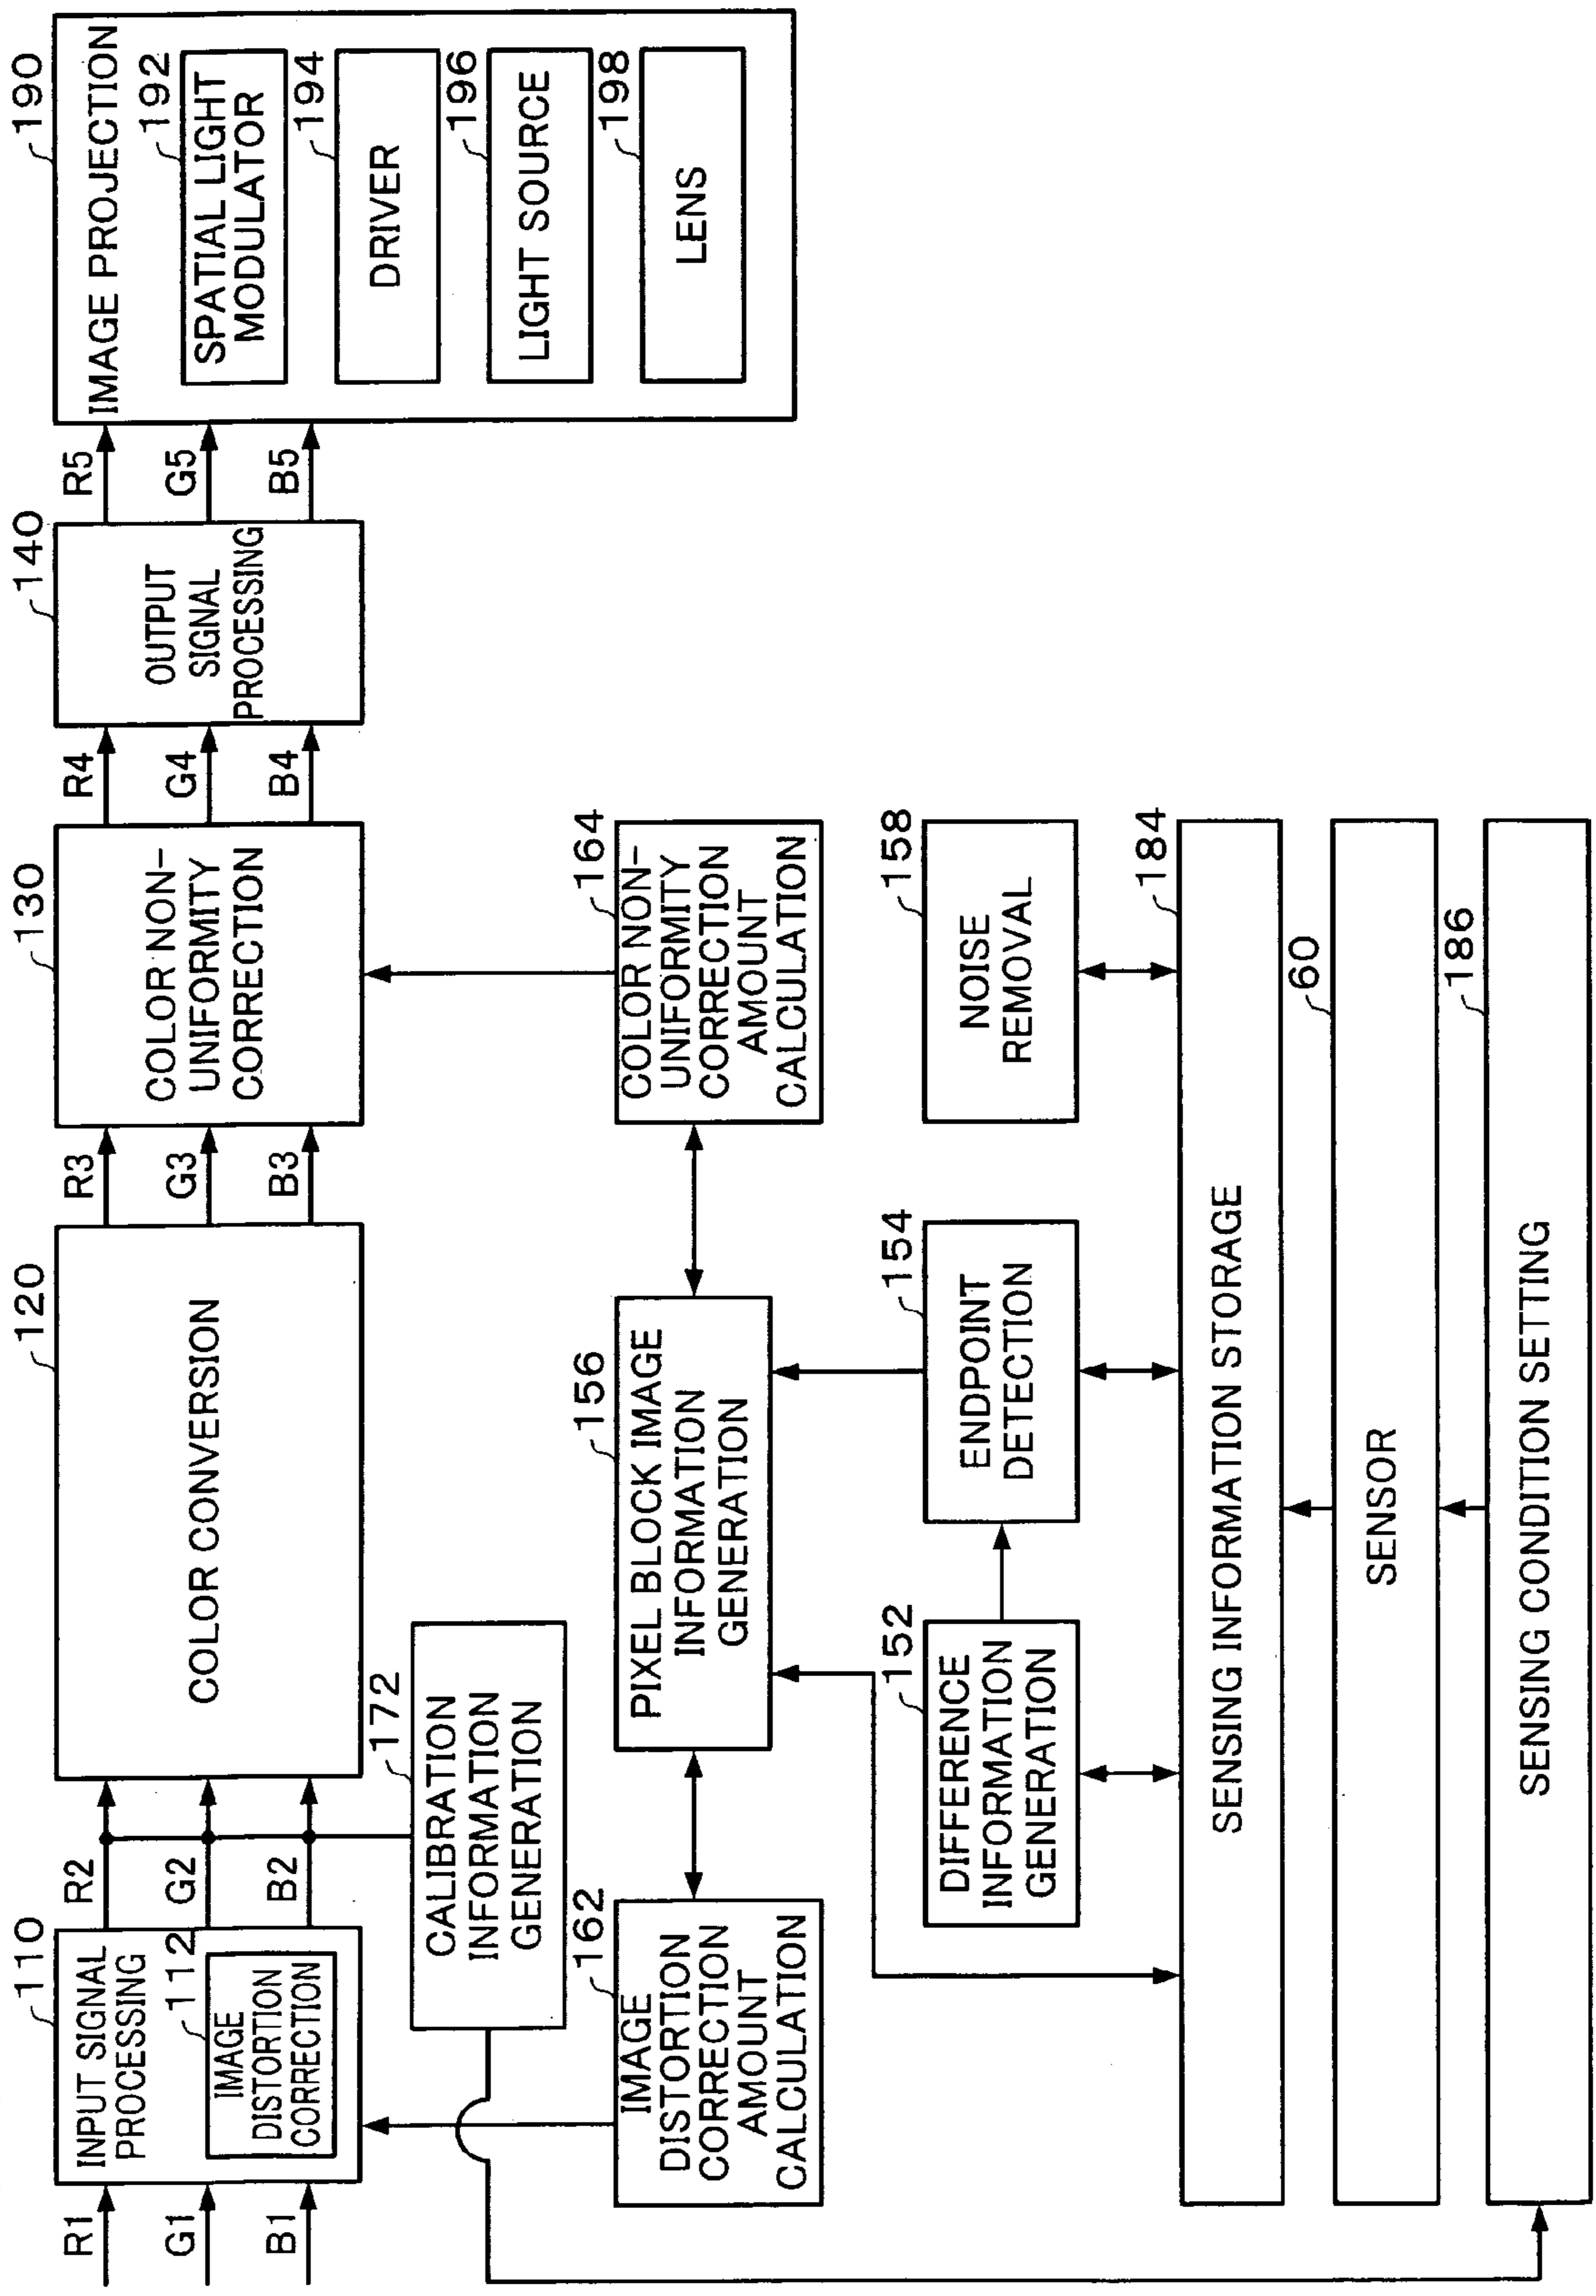 R1
G1
B1
110
INPUT SIGNAL
PROCESSING
112
IMAGE
DISTORTION
CORRECTION
R2
G2
B2
120
COLOR CONVERSION
R3
G3
B3
130
COLOR NON-
UNIFORMITY
CORRECTION
R4
G4
B4
140
OUTPUT
SIGNAL
PROCESSING
R5
G5
B5
190
IMAGE PROJECTION
192
SPATIAL LIGHT
MODULATOR
194
DRIVER
196
LIGHT SOURCE
198
LENS
172
CALIBRATION
INFORMATION
GENERATION
162
IMAGE
DISTORTION
CORRECTION
AMOUNT
CALCULATION
156
PIXEL BLOCK IMAGE
INFORMATION
GENERATION
164
COLOR NON-
UNIFORMITY
CORRECTION
AMOUNT
CALCULATION
152
DIFFERENCE
INFORMATION
GENERATION
154
ENDPOINT
DETECTION
158
NOISE
REMOVAL
184
SENSING INFORMATION STORAGE
60
SENSOR
186
SENSING CONDITION SETTING